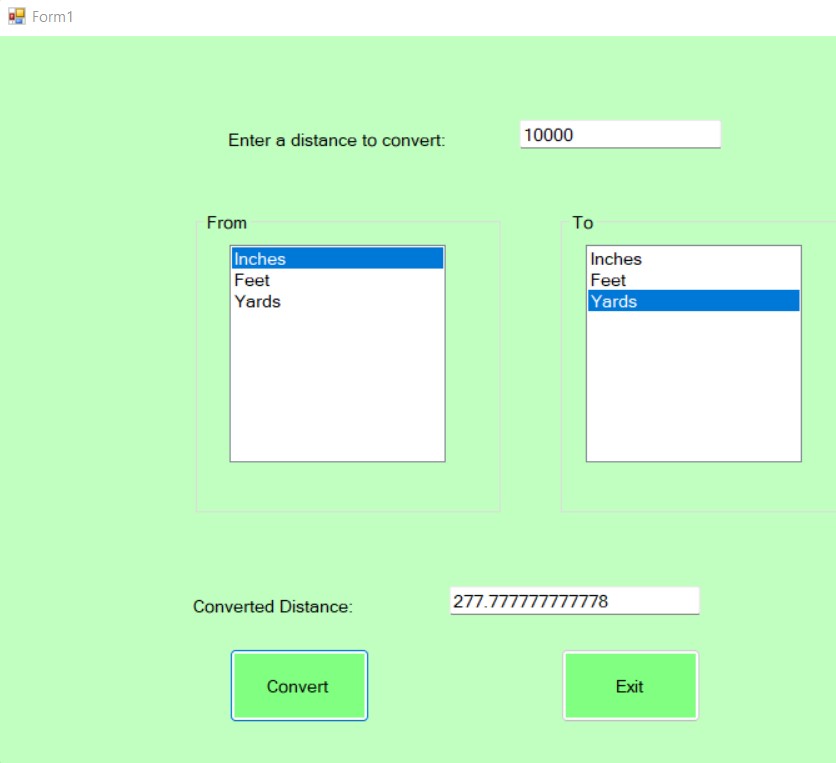 Form1
Enter a distance to convert:
10000
From
To
Inches
Feet
Yards
Inches
Feet
Yards
Converted Distance:
277.777777777778
Convert
Exit